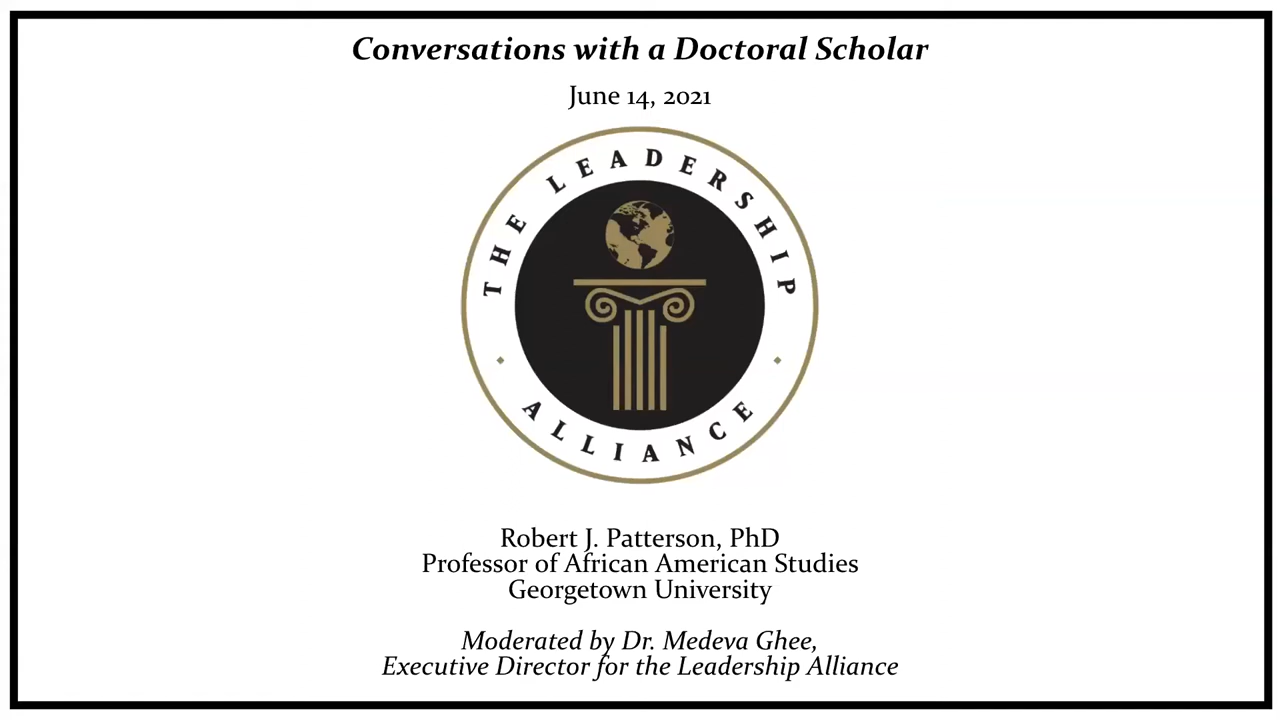 Conversations with a Doctoral Scholar
June 14, 2021
THE LEADERSHIP
ALLIANCE
Robert J. Patterson, PhD
Professor of African American Studies
Georgetown University
Moderated by Dr. Medeva Ghee,
Executive Director for the Leadership Alliance